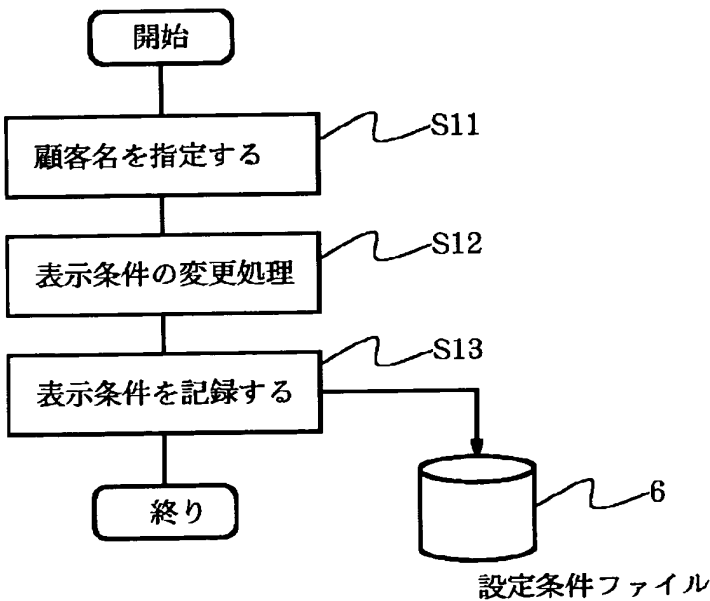 開始
顧客名を指定する
S11
表示条件の変更処理
S12
表示条件を記録する
S13
終り
6
設定条件ファイル